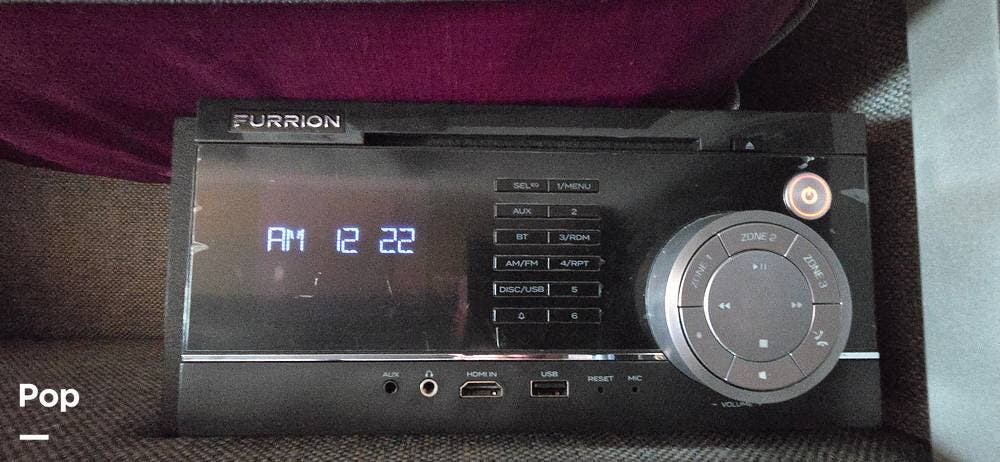 FURRION
AM 12 22
SEL 1/MENU
AUX 2
BT 3/RDM
AM/FM 4/RPT
DISC/USB 5
6
ZONE 1
ZONE 2
ZONE 3
AUX
HDMI IN
USB
RESET
MIC
- VOLUME +
Pop